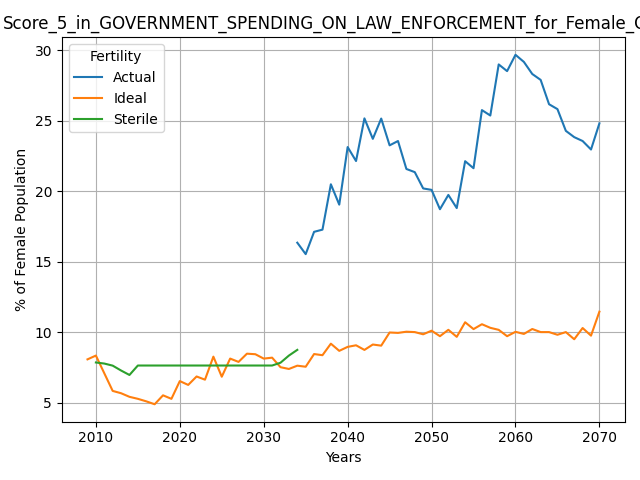 Score_5_in_GOVERNMENT_SPENDING_ON_LAW_ENFORCEMENT_for_Female_
Fertility
Actual
Ideal
Sterile
% of Female Population
30
25
20
15
10
5
2010 2020 2030 2040 2050 2060 2070
Years